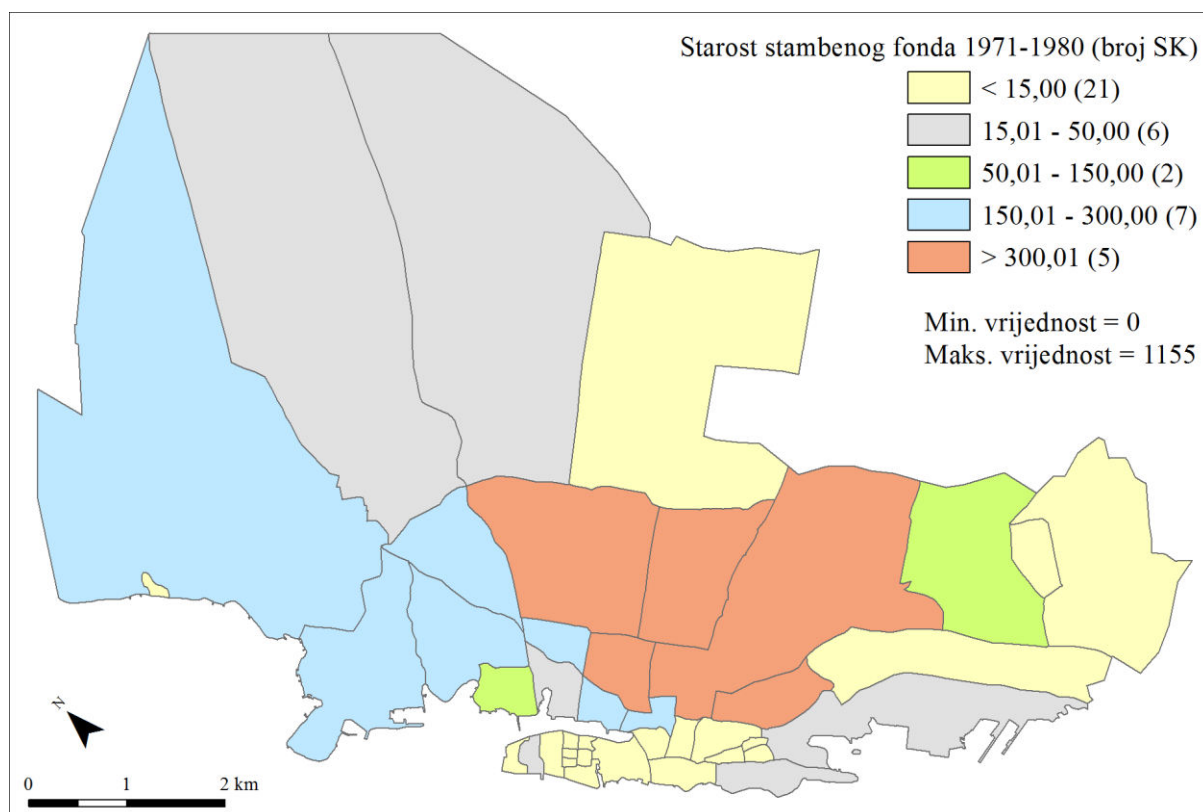 Starost stambenog fonda 1971-1980 (broj SK)
< 15,00 (21)
15,01 - 50,00 (6)
50,01 - 150,00 (2)
150,01 - 300,00 (7)
> 300,01 (5)
Min. vrijednost = 0
Maks. vrijednost = 1155
N
0 1 2 km